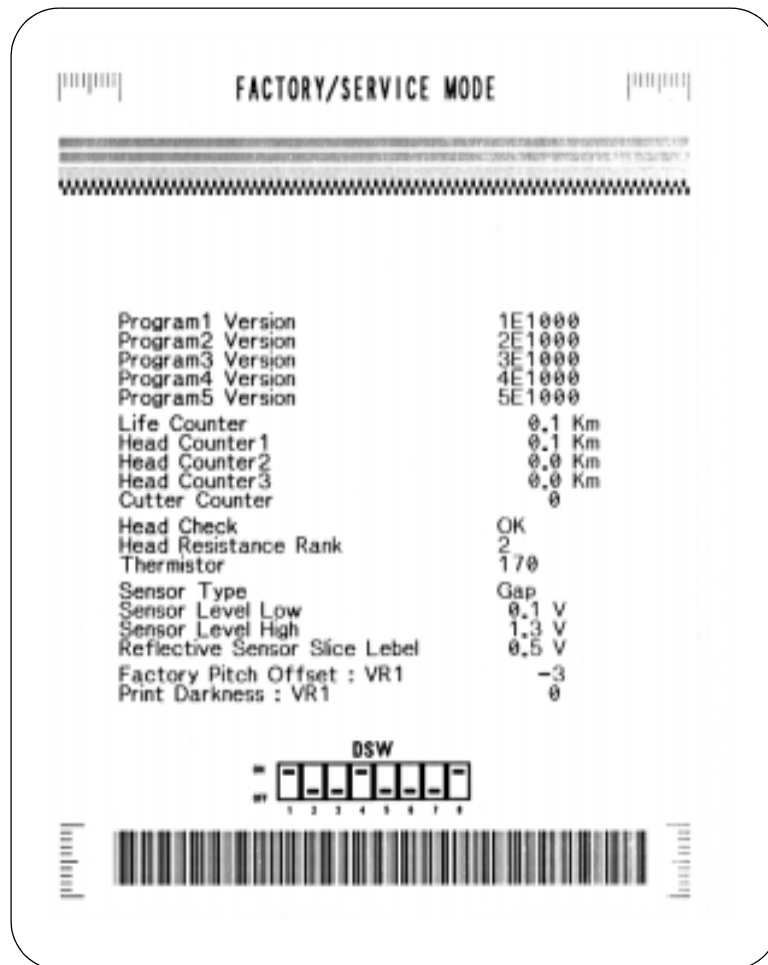 FACTORY/SERVICE MODE
Program1 Version 1E1000
Program2 Version 2E1000
Program3 Version 3E1000
Program4 Version 4E1000
Program5 Version 5E1000
Life Counter 0.1 Km
Head Counter1 0.1 Km
Head Counter2 0.0 Km
Head Counter3 0.0 Km
Cutter Counter 0
Head Check OK
Head Resistance Rank 2
Thermistor 170
Sensor Type Gap
Sensor Level Low 0.1 V
Sensor Level High 1.3 V
Reflective Sensor Slice Lebel 0.5 V
Factory Pitch Offset : VR1 -3
Print Darkness : VR1 0
DSW
ON
OFF
1 2 3 4 5 6 7 8